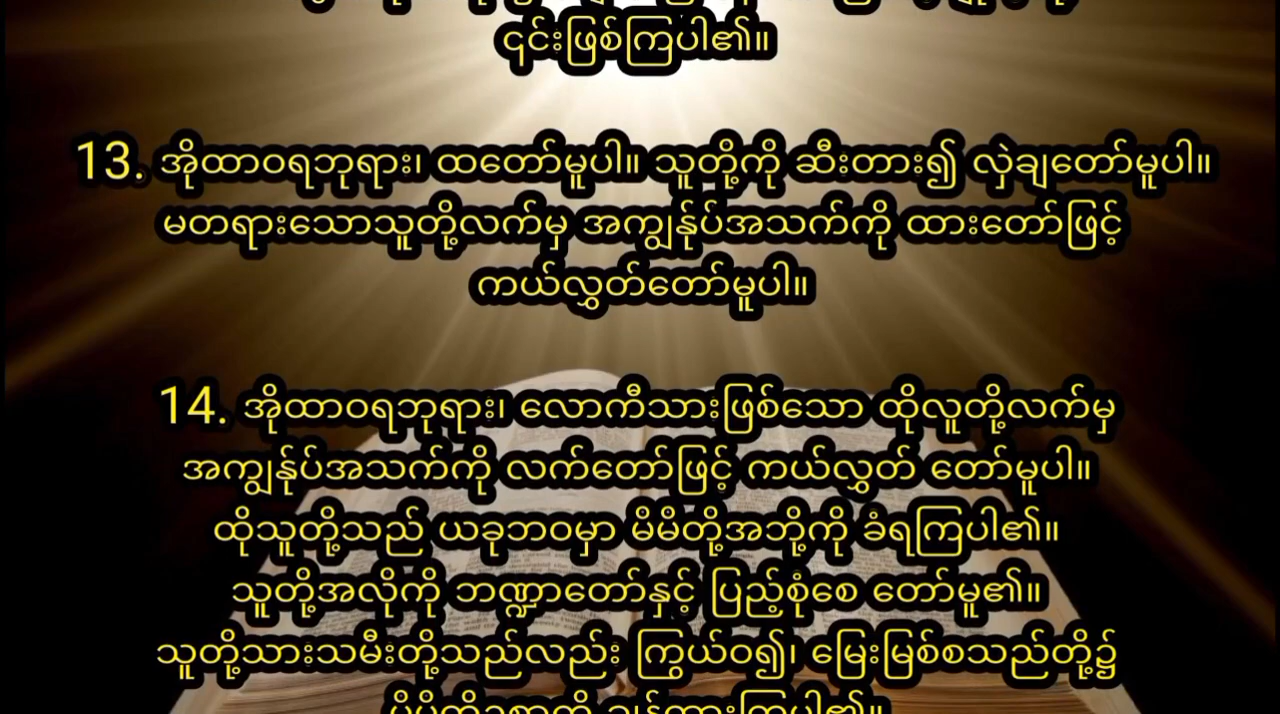 ၎င်းဖြစ်ကြပါ၏။
13. အိုထာဝရဘုရား၊ ထတော်မူပါ။ သူတို့ကို ဆီးတား၍ လှဲချတော်မူပါ။
မတရားသောသူတို့လက်မှ အကျွန်ုပ်အသက်ကို ထားတော်ဖြင့်
ကယ်လွှတ်တော်မူပါ။
14. အိုထာဝရဘုရား၊ လောကီသားဖြစ်သော ထိုလူတို့လက်မှ
အကျွန်ုပ်အသက်ကို လက်တော်ဖြင့် ကယ်လွှတ် တော်မူပါ။
ထိုသူတို့သည် ယခုဘဝမှာ မိမိတို့အဘို့ကို ခံရကြပါ၏။
သူတို့အလိုကို ဘဏ္ဍာတော်နှင့် ပြည့်စုံစေ တော်မူ၏။
သူတို့သားသမီးတို့သည်လည်း ကြွယ်ဝ၍၊ မြေးမြစ်စသည်တို့၌